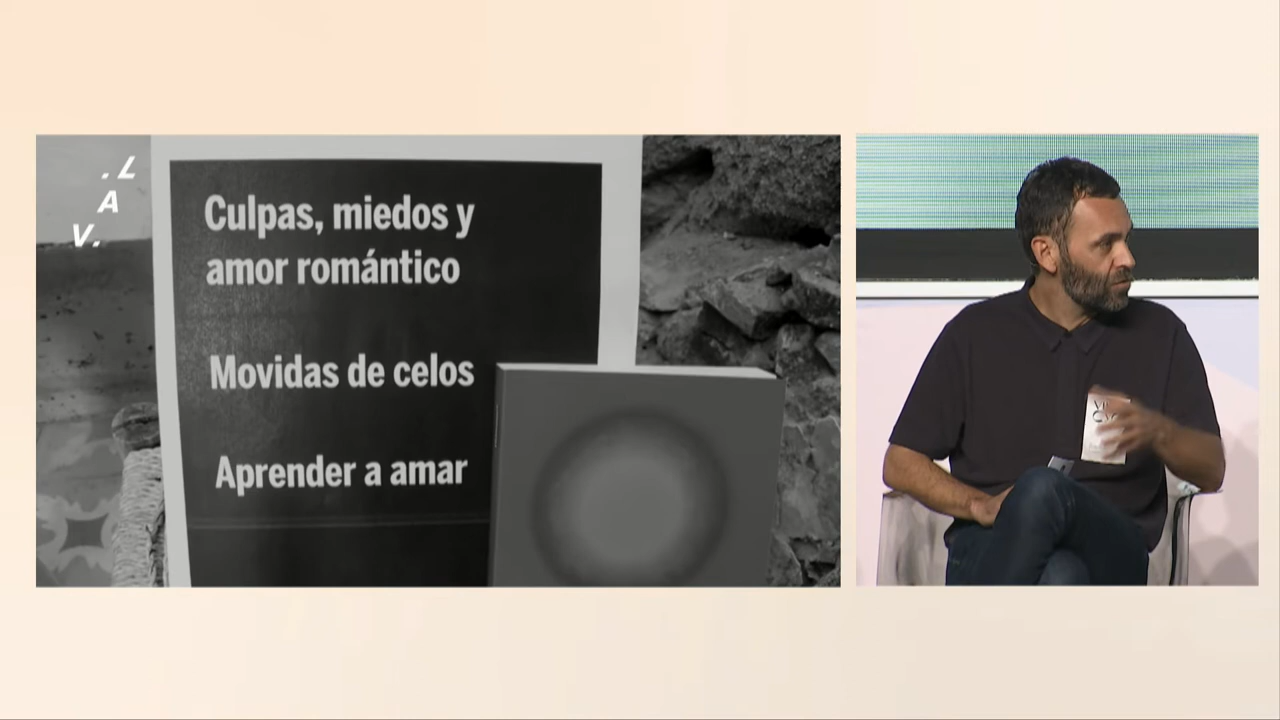 .L
A
V.
Culpas, miedos y
amor romántico
Movidas de celos
Aprender a amar